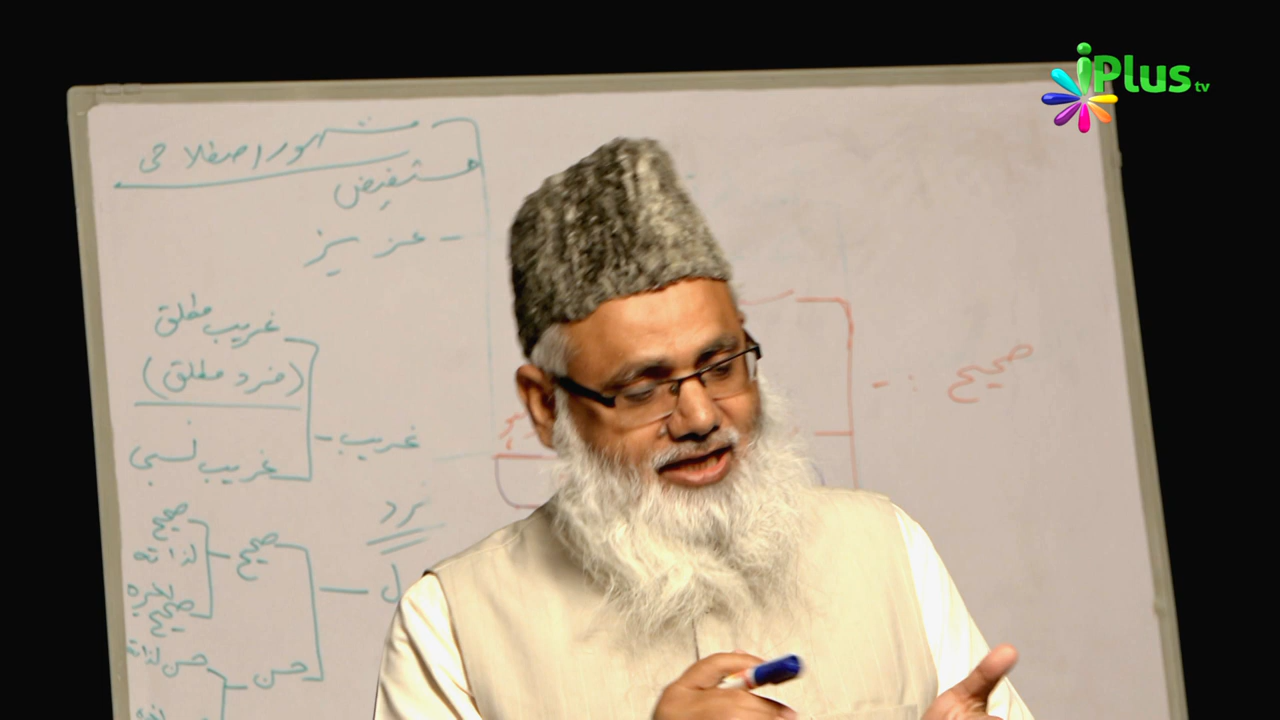 iPlus tv
مشہور اصطلاحی
مستفیض
عزیز
غریب مطلق
(فرد مطلق)
غریب
غریب نسبی
صحیح
صحیح لذاتہ
صحیح
صحیح لغیرہ
حسن
حسن لذاتہ